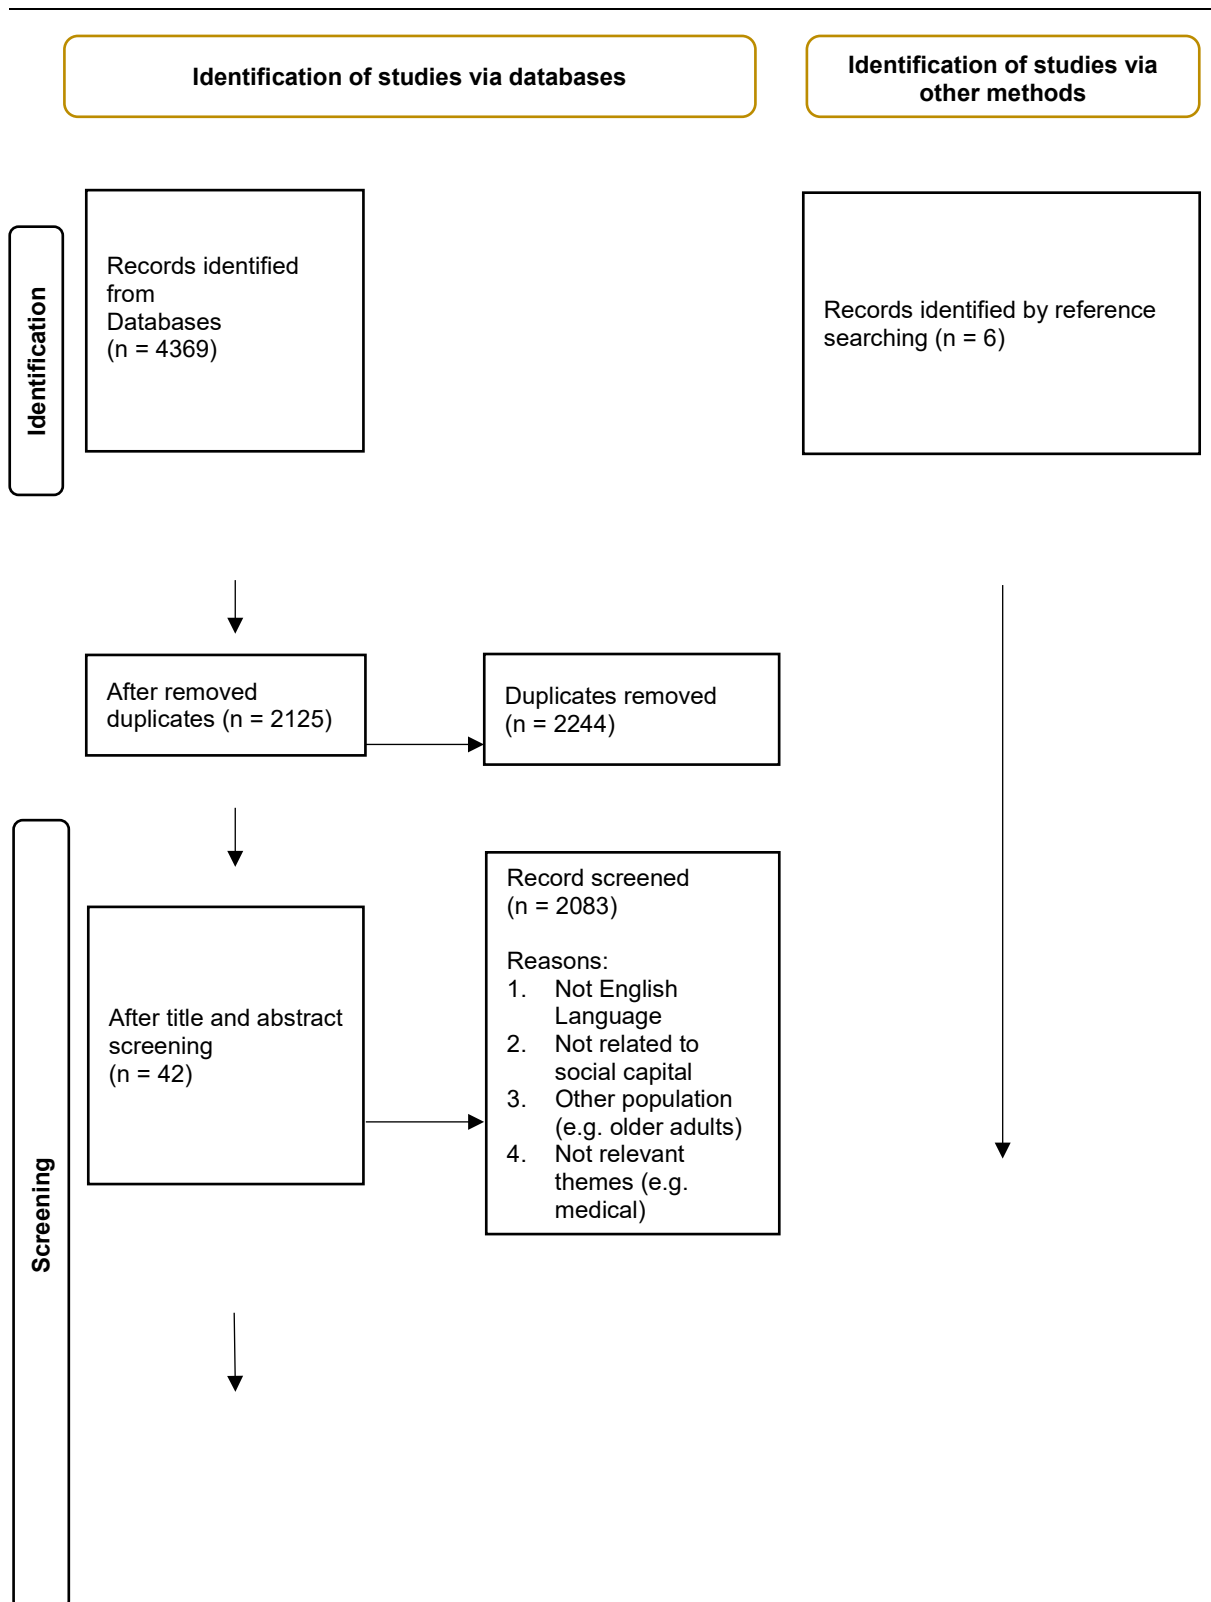 Identification of studies via databases
Identification of studies via
other methods
Identification
Records identified
from
Databases
(n = 4369)
Records identified by reference
searching (n = 6)
After removed
duplicates (n = 2125)
Duplicates removed
(n = 2244)
Screening
After title and abstract
screening
(n = 42)
Record screened
(n = 2083)
Reasons:
1. Not English
Language
2. Not related to
social capital
3. Other population
(e.g. older adults)
4. Not relevant
themes (e.g.
medical)